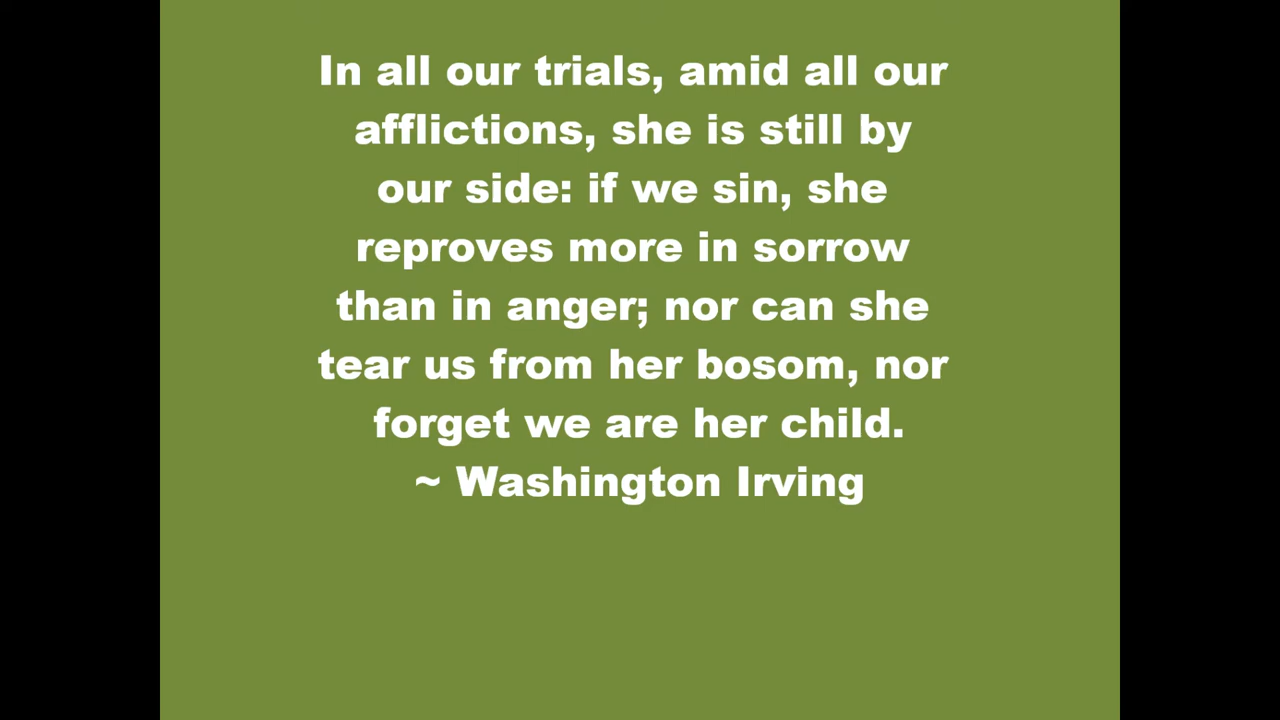 In all our trials, amid all our
afflictions, she is still by
our side: if we sin, she
reproves more in sorrow
than in anger; nor can she
tear us from her bosom, nor
forget we are her child.
~ Washington Irving